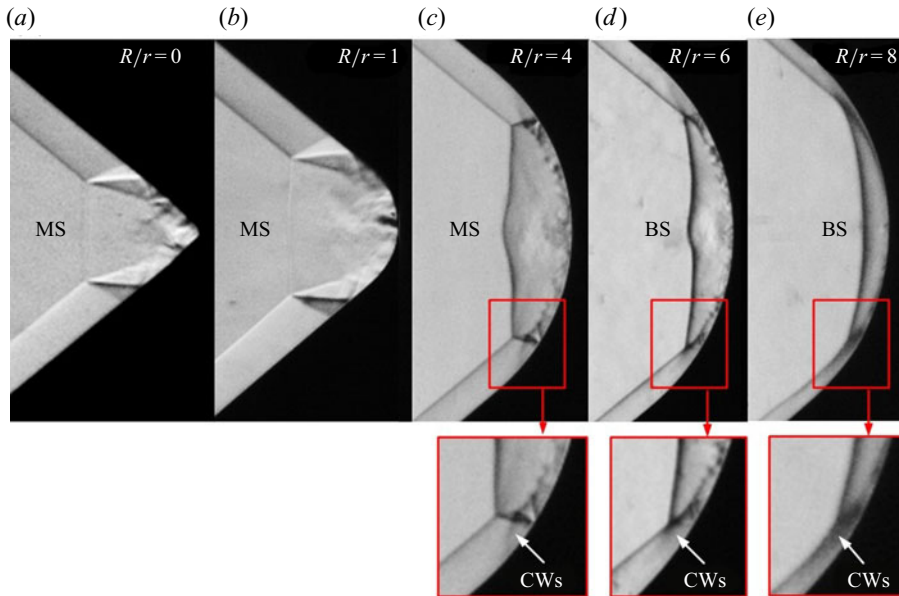 (a) (b) (c) (d) (e)
R/r = 0 R/r = 1 R/r = 4 R/r = 6 R/r = 8
MS MS MS BS BS
CWs CWs CWs